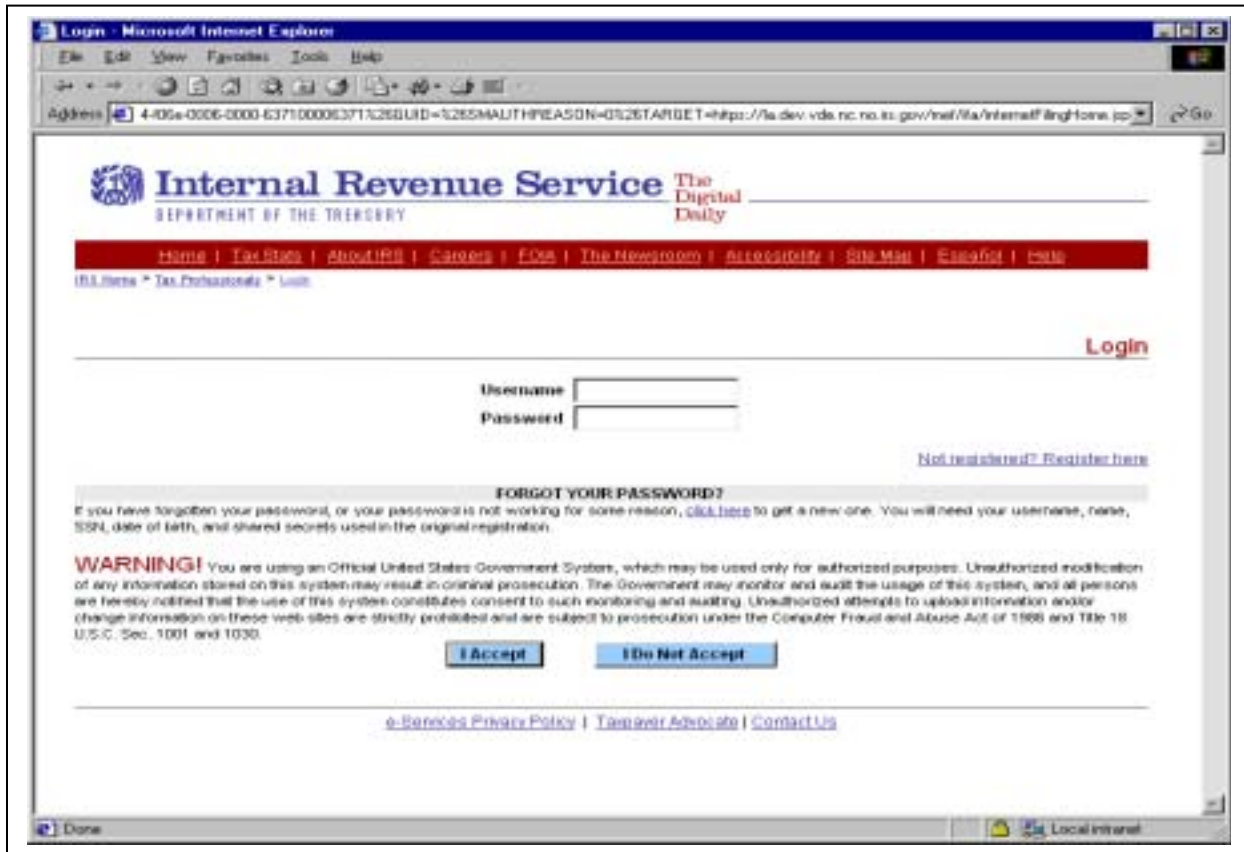 Login - Microsoft Internet Explorer
File Edit View Favorites Tools Help
Address
Go
Internal Revenue Service The Digital Daily
DEPARTMENT OF THE TREASURY
Home | Tax Stats | About IRS | Careers | FOIA | The Newsroom | Accessibility | Site Map | Español | Help
IRS Home > Tax Professionals > Login
Login
Username
Password
Not registered? Register here
FORGOT YOUR PASSWORD?
If you have forgotten your password, or your password is not working for some reason, click here to get a new one. You will need your username, name,
SSN, date of birth, and shared secrets used in the original registration.
WARNING! You are using an Official United States Government System, which may be used only for authorized purposes. Unauthorized modification
of any information stored on this system may result in criminal prosecution. The Government may monitor and audit the usage of this system, and all persons
are hereby notified that the use of this system constitutes consent to such monitoring and auditing. Unauthorized attempts to upload information and/or
change information on these web sites are strictly prohibited and are subject to prosecution under the Computer Fraud and Abuse Act of 1986 and Title 18
U.S.C. Sec. 1001 and 1030.
I Accept I Do Not Accept
e-Services Privacy Policy | Taxpayer Advocate | Contact Us
Done Local intranet